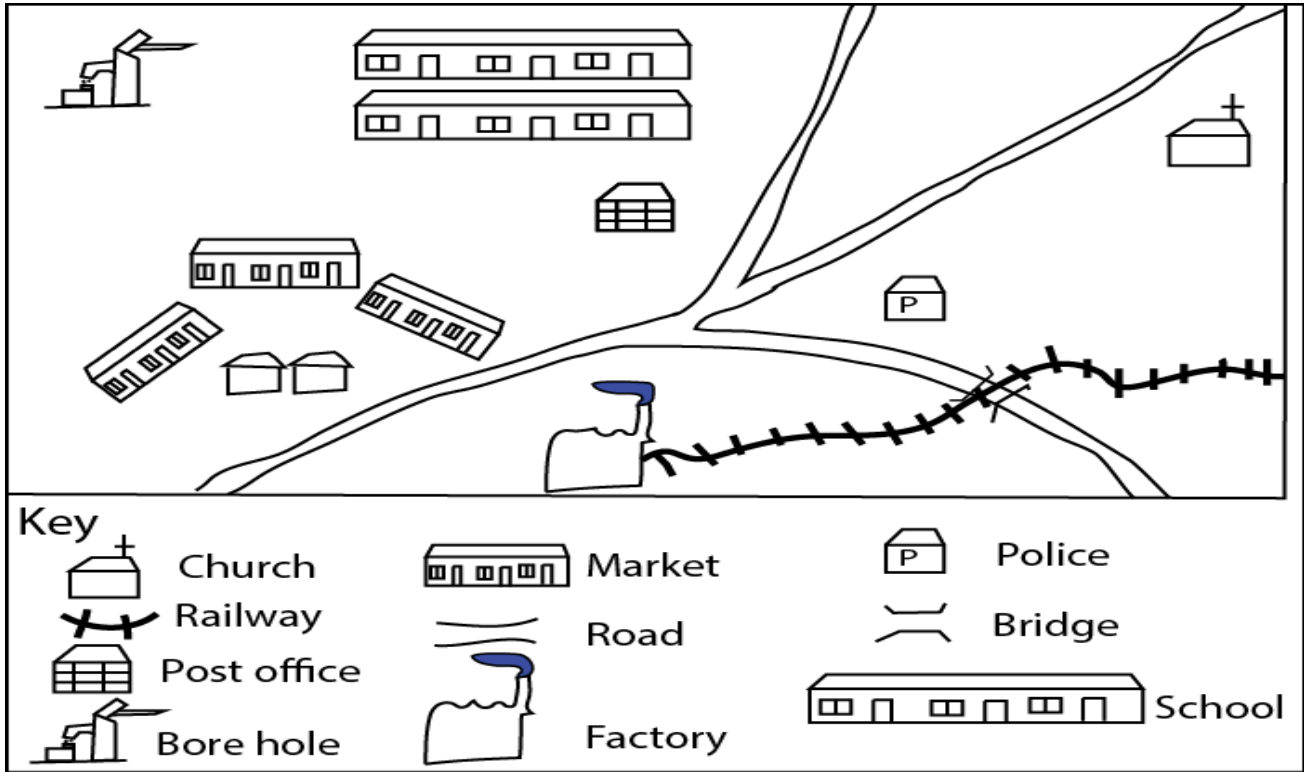 P
Key
Church
Market
P
Police
Railway
Road
Bridge
Post office
School
Bore hole
Factory